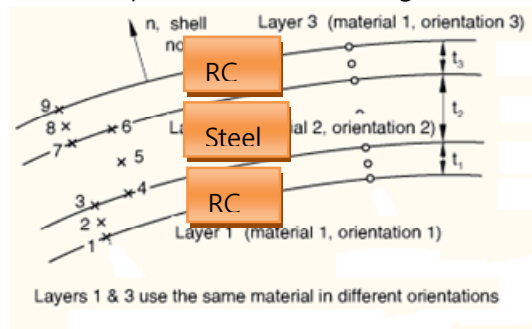 n, shell
Layer 3 (material 1, orientation 3)
RC
t₃
9
8
7
6
Steel
ial 2, orientation 2)
t₂
5
4
3
2
1
RC
t₁
Layer 1 (material 1, orientation 1)
Layers 1 & 3 use the same material in different orientations